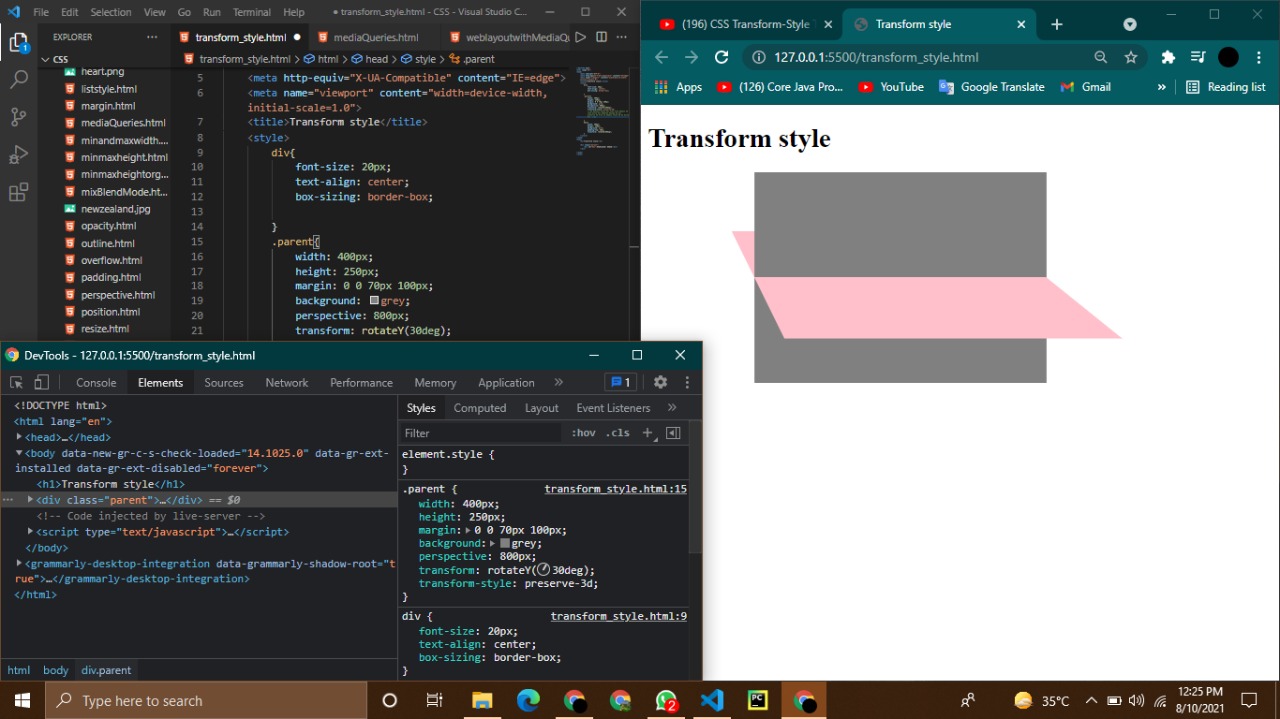 File Edit Selection View Go Run Terminal Help ● transform_style.html - CSS - Visual Studio C...
EXPLORER ...
CSS
heart.png
liststyle.html
margin.html
mediaQueries.html
minandmaxwidth....
minmaxheight.html
minmaxheightorg....
mixBlendMode.ht...
newzealand.jpg
opacity.html
outline.html
overflow.html
padding.html
perspective.html
position.html
resize.html
1
transform_style.html ● mediaQueries.html weblayoutwithMediaQu
transform_style.html > html > head > style > .parent
5 <meta http-equiv="X-UA-Compatible" content="IE=edge">
6 <meta name="viewport" content="width=device-width,
initial-scale=1.0">
7 <title>Transform style</title>
8 <style>
9 div{
10 font-size: 20px;
11 text-align: center;
12 box-sizing: border-box;
13
14 }
15 .parent{
16 width: 400px;
17 height: 250px;
18 margin: 0 0 70px 100px;
19 background: grey;
20 perspective: 800px;
21 transform: rotateY(30deg);
(196) CSS Transform-Style T Transform style
127.0.0.1:5500/transform_style.html
Apps (126) Core Java Pro... YouTube Google Translate Gmail » Reading list
Transform style
DevTools - 127.0.0.1:5500/transform_style.html
Console Elements Sources Network Performance Memory Application » 1
<!DOCTYPE html>
<html lang="en">
<head>…</head>
<body data-new-gr-c-s-check-loaded="14.1025.0" data-gr-ext-
installed data-gr-ext-disabled="forever">
<h1>Transform style</h1>
... <div class="parent">…</div> == $0
<!-- Code injected by live-server -->
<script type="text/javascript">…</script>
</body>
<grammarly-desktop-integration data-grammarly-shadow-root="t
rue">…</grammarly-desktop-integration>
</html>
html body div.parent
Styles Computed Layout Event Listeners »
Filter :hov .cls +
element.style {
}
.parent { transform_style.html:15
width: 400px;
height: 250px;
margin: 0 0 70px 100px;
background: grey;
perspective: 800px;
transform: rotateY(30deg);
transform-style: preserve-3d;
}
div { transform_style.html:9
font-size: 20px;
text-align: center;
box-sizing: border-box;
}
Type here to search
2
PC
35°C
12:25 PM
8/10/2021